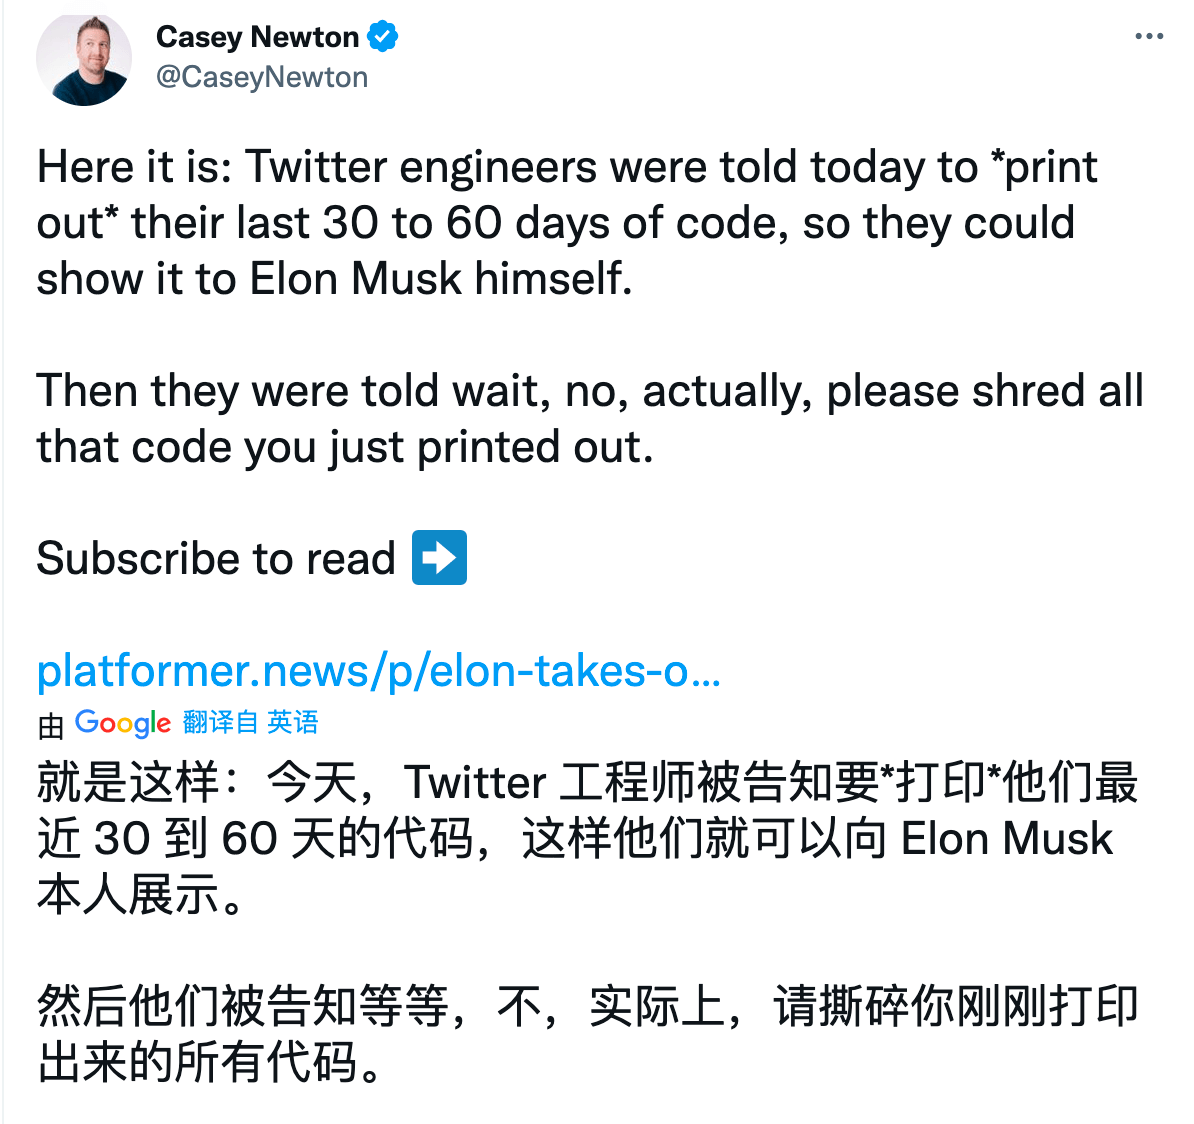 Casey Newton
@CaseyNewton
Here it is: Twitter engineers were told today to *print
out* their last 30 to 60 days of code, so they could
show it to Elon Musk himself.
Then they were told wait, no, actually, please shred all
that code you just printed out.
Subscribe to read ➡️
platformer.news/p/elon-takes-o…
由 Google 翻译自 英语
就是这样：今天，Twitter 工程师被告知要*打印*他们最
近 30 到 60 天的代码，这样他们就可以向 Elon Musk
本人展示。
然后他们被告知等等，不，实际上，请撕碎你刚刚打印
出来的所有代码。